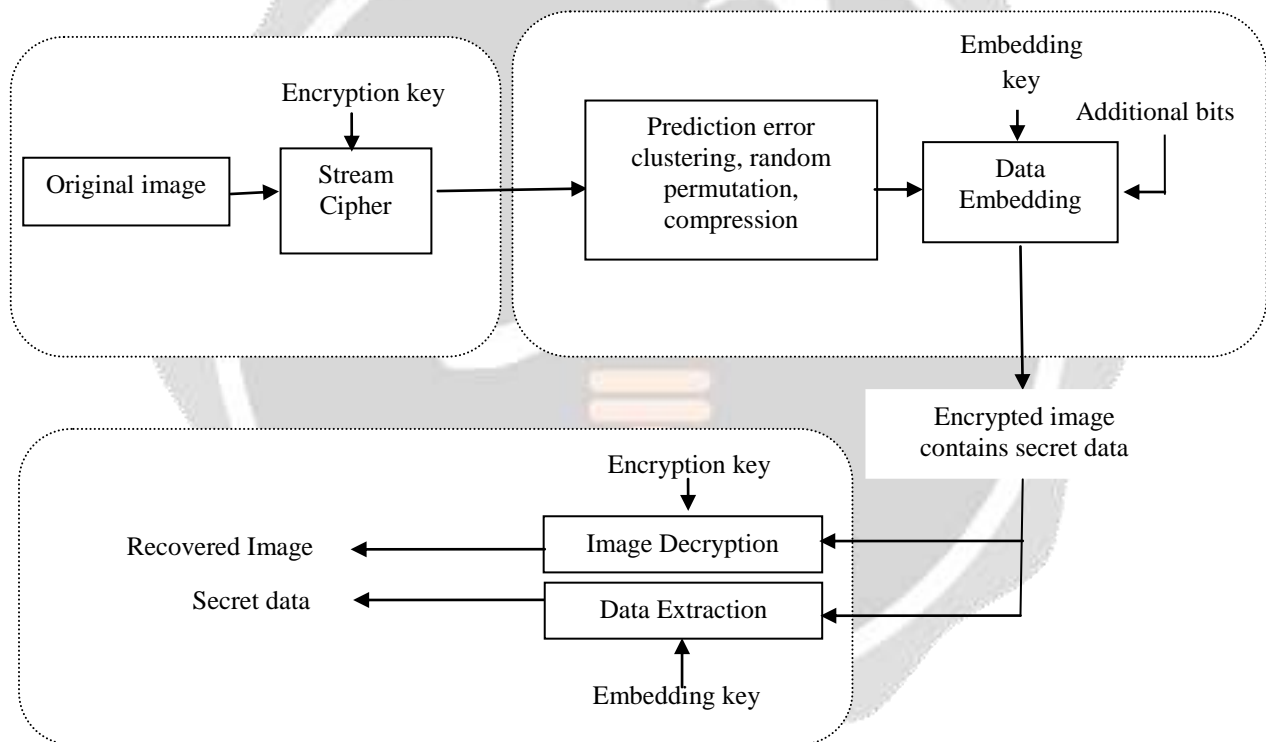 Encryption key
Original image
Stream
Cipher
Prediction error
clustering, random
permutation,
compression
Embedding
key
Additional bits
Data
Embedding
Encrypted image
contains secret data
Encryption key
Image Decryption
Recovered Image
Secret data
Data Extraction
Embedding key